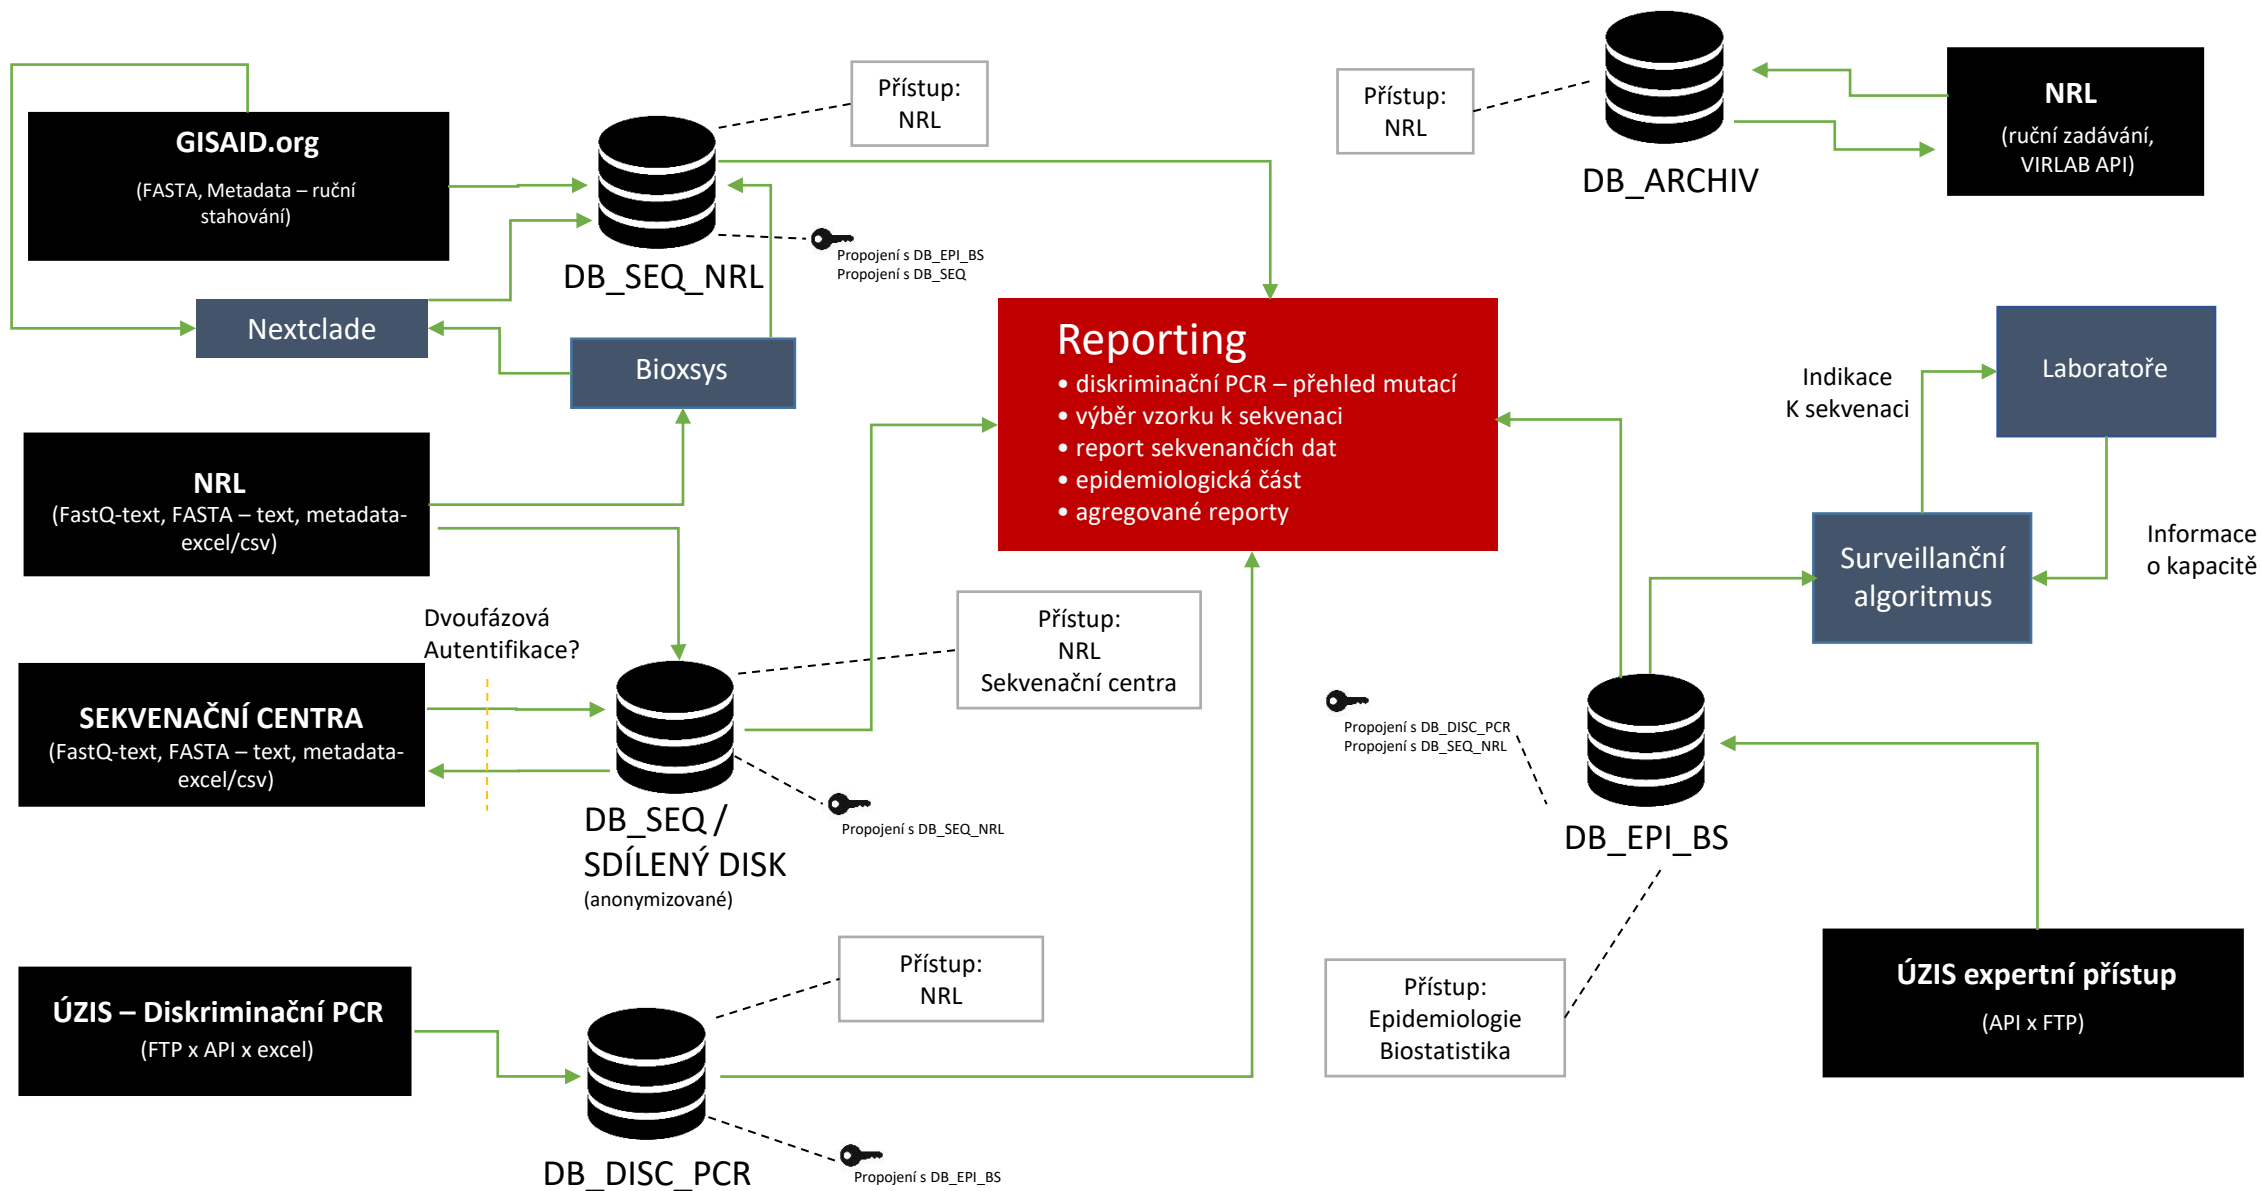 GISAID.org
(FASTA, Metadata – ruční
stahování)
Přístup:
NRL
DB_SEQ_NRL
Propojení s DB_EPI_BS
Propojení s DB_SEQ
Přístup:
NRL
DB_ARCHIV
NRL
(ruční zadávání,
VIRLAB API)
Nextclade
Bioxsys
Reporting
• diskriminační PCR – přehled mutací
• výběr vzorku k sekvenaci
• report sekvenančích dat
• epidemiologická část
• agregované reporty
Indikace
K sekvenaci
Laboratoře
NRL
(FastQ-text, FASTA – text, metadata-
excel/csv)
Surveillanční
algoritmus
Informace
o kapacitě
Dvoufázová
Autentifikace?
Přístup:
NRL
Sekvenační centra
SEKVENAČNÍ CENTRA
(FastQ-text, FASTA – text, metadata-
excel/csv)
DB_SEQ /
SDÍLENÝ DISK
(anonymizované)
Propojení s DB_SEQ_NRL
Propojení s DB_DISC_PCR
Propojení s DB_SEQ_NRL
DB_EPI_BS
ÚZIS – Diskriminační PCR
(FTP x API x excel)
Přístup:
NRL
DB_DISC_PCR
Propojení s DB_EPI_BS
Přístup:
Epidemiologie
Biostatistika
ÚZIS expertní přístup
(API x FTP)